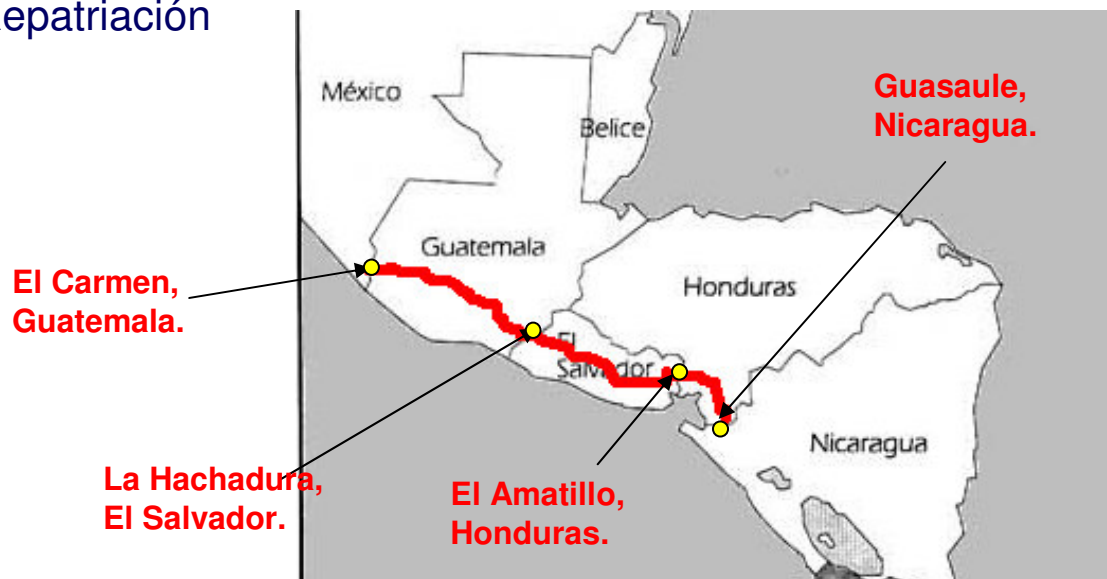 epatriación
México
Belice
Guasaule,
Nicaragua.
Guatemala
Honduras
El Carmen,
Guatemala.
El
Salvador
Nicaragua
La Hachadura,
El Salvador.
El Amatillo,
Honduras.